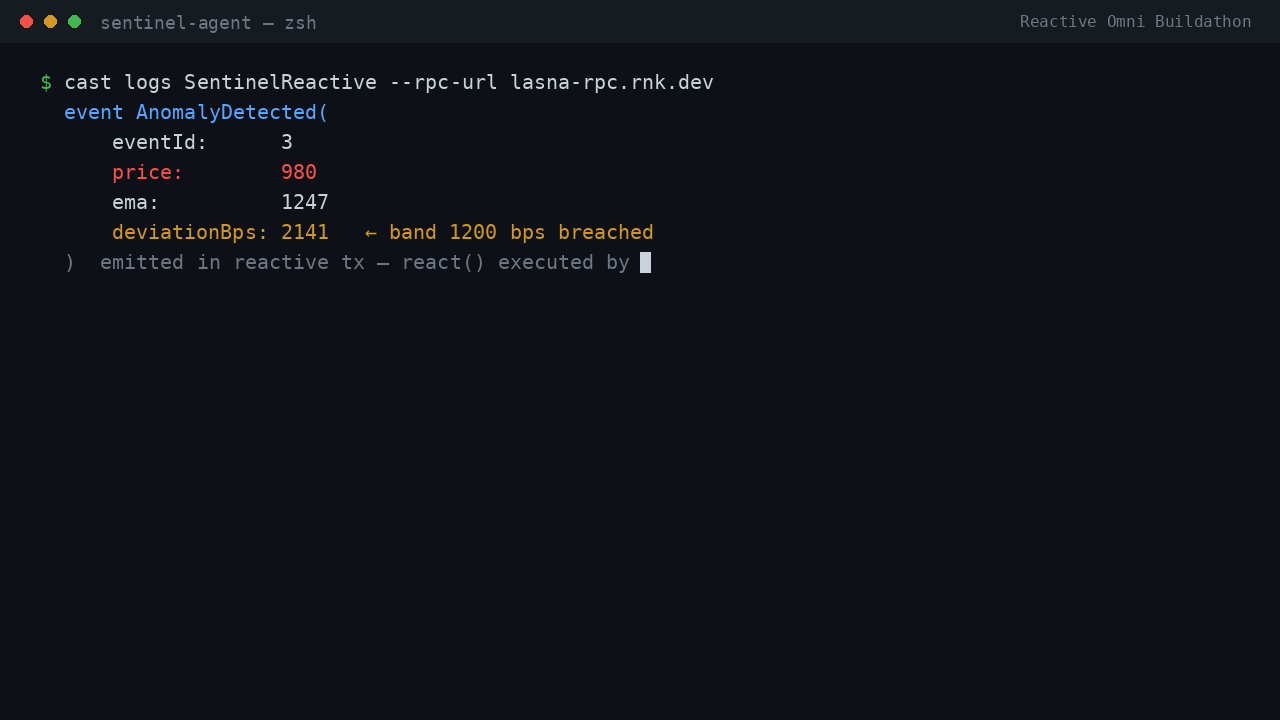 sentinel-agent — zsh
Reactive Omni Buildathon
$ cast logs SentinelReactive --rpc-url lasna-rpc.rnk.dev
event AnomalyDetected(
eventId: 3
price: 980
ema: 1247
deviationBps: 2141 ← band 1200 bps breached
) emitted in reactive tx — react() executed by